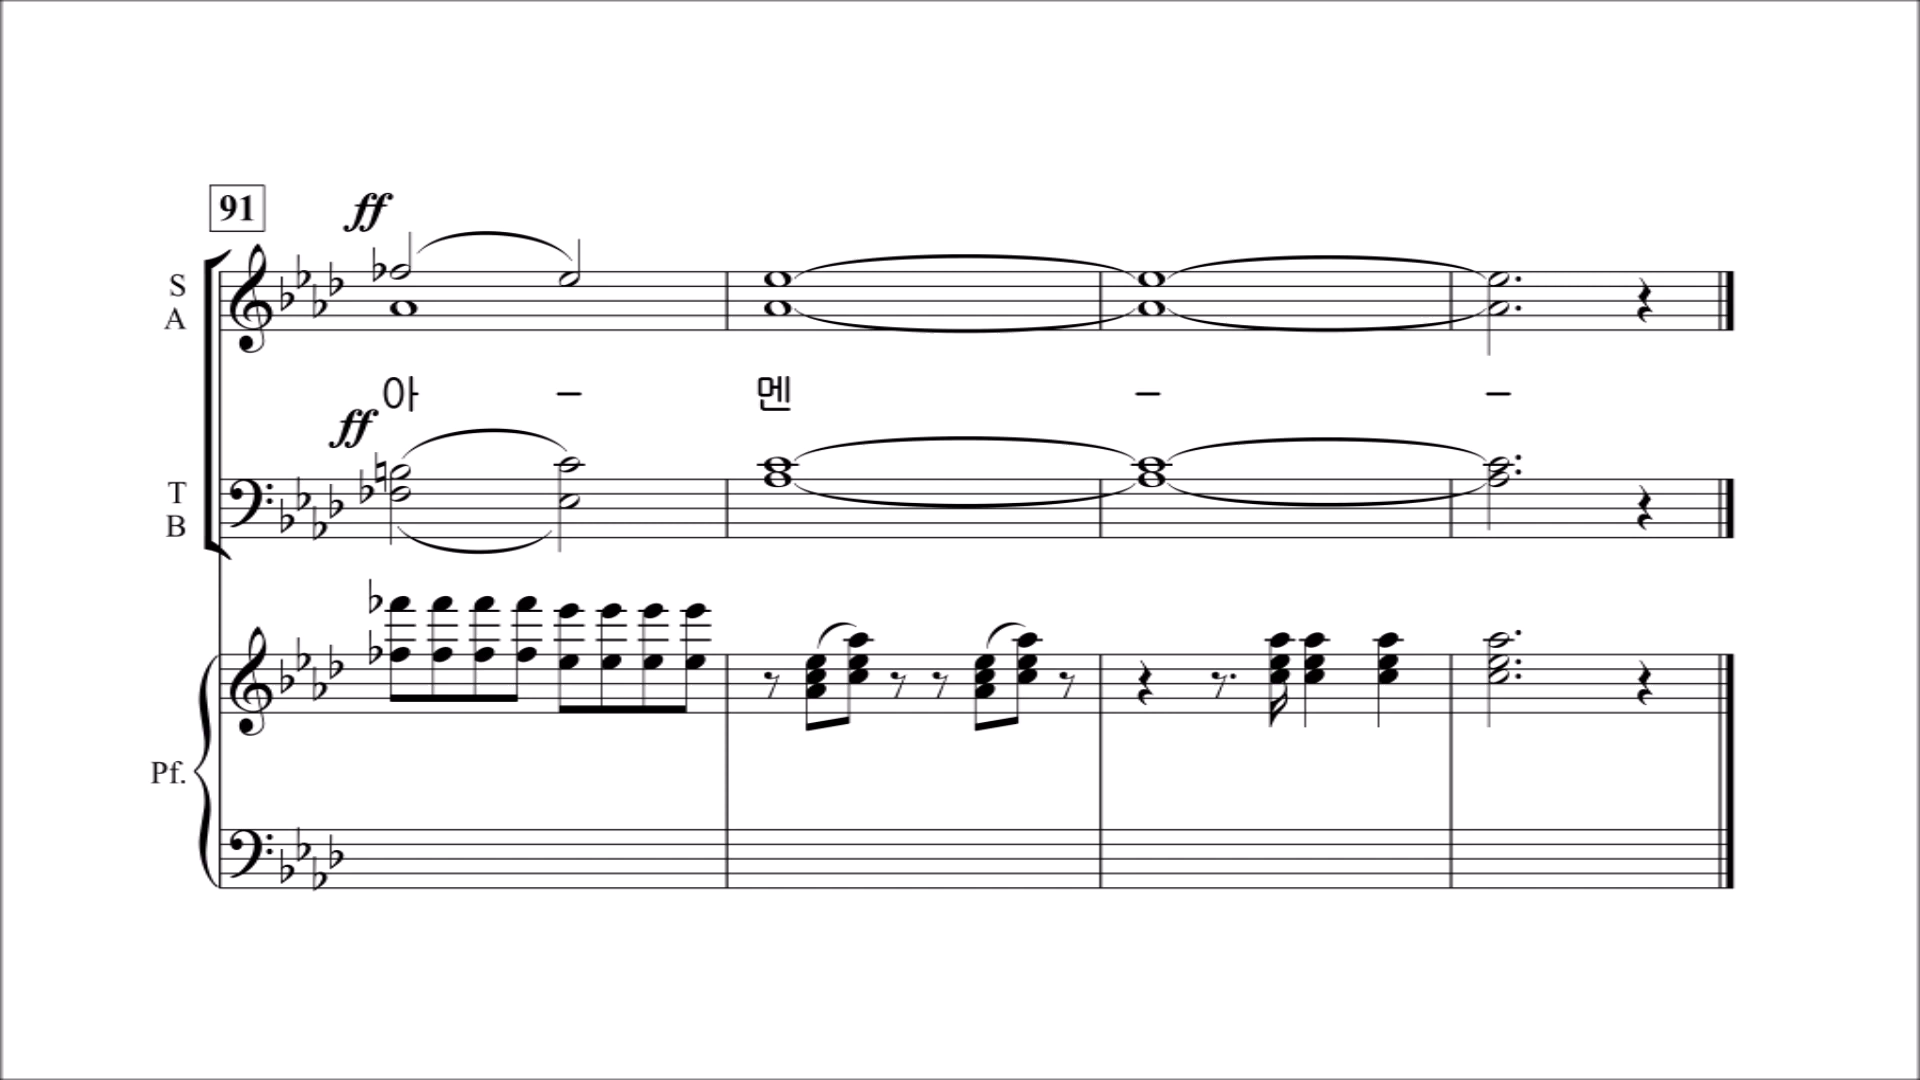 91
ff
S
A
아 – 멘 – –
ff
T
B
Pf.